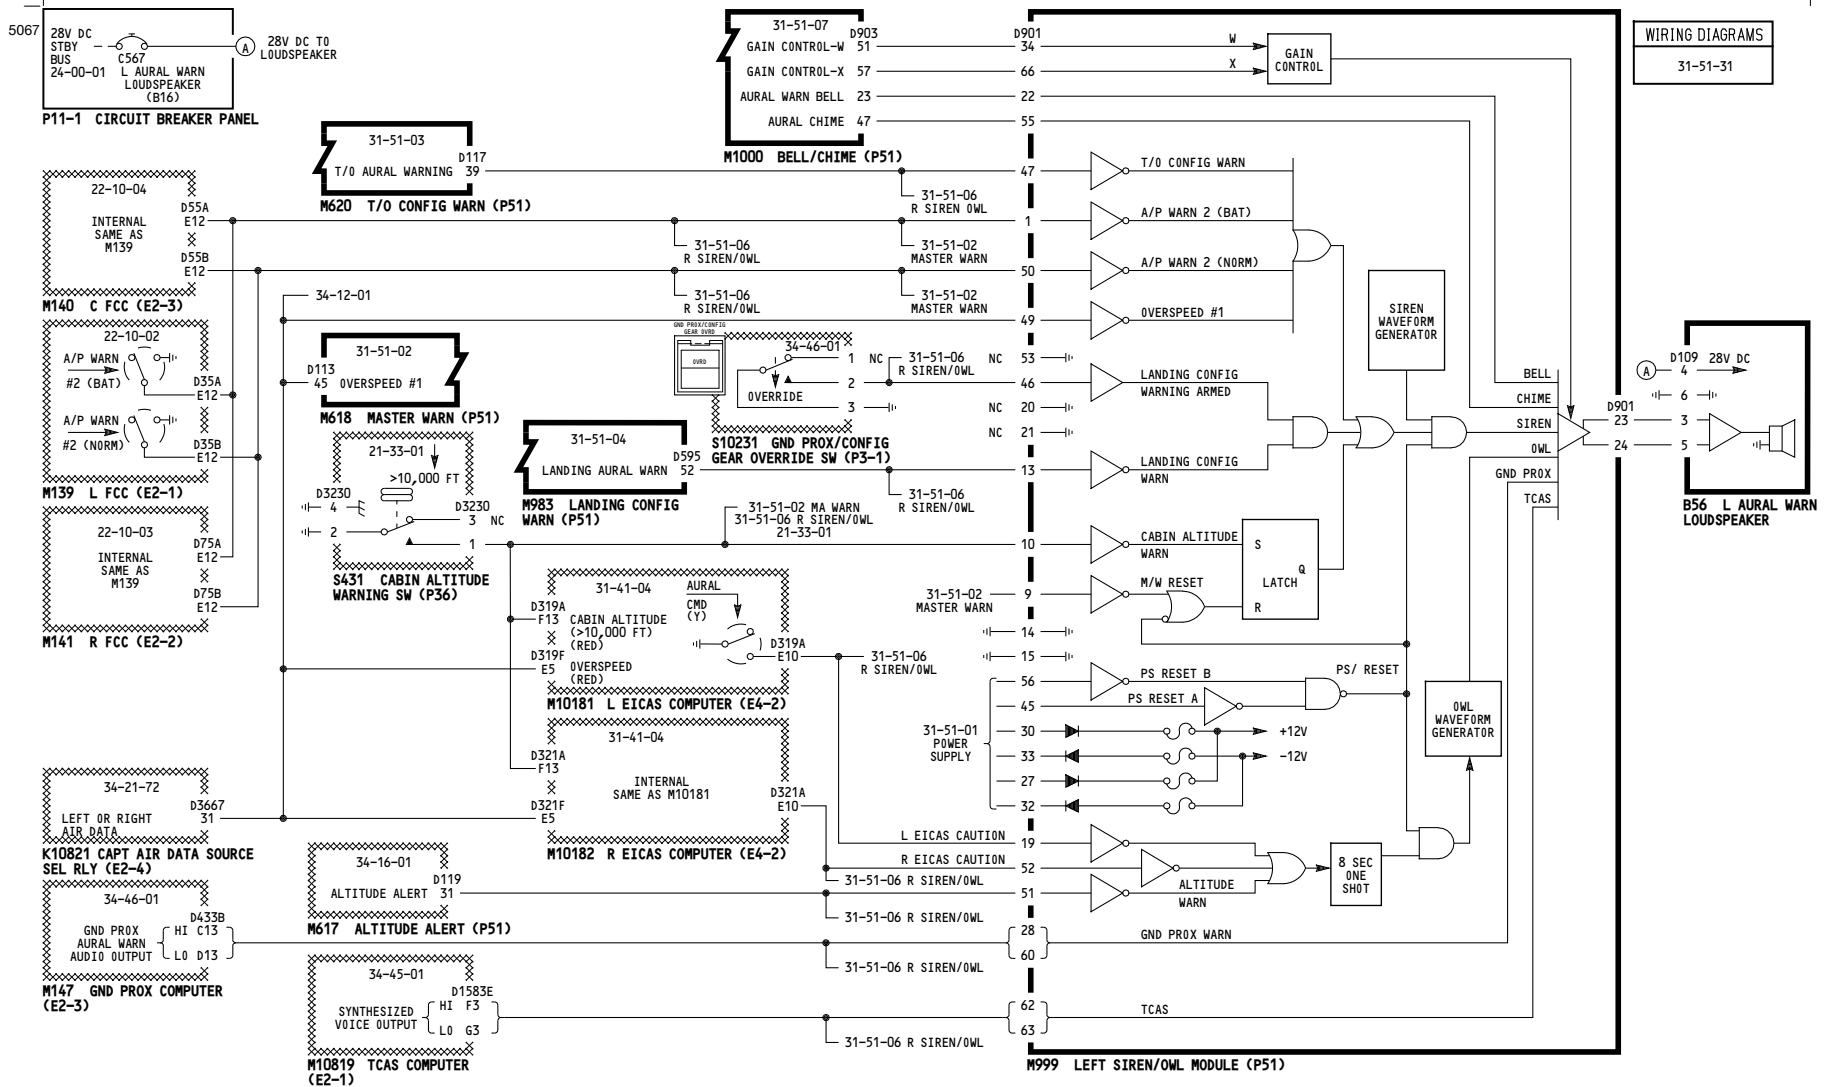 5067
28V DC
STBY
BUS
24-00-01
C567
L AURAL WARN
LOUDSPEAKER
(B16)
A
28V DC TO
LOUDSPEAKER
P11-1 CIRCUIT BREAKER PANEL
31-51-03
D117
T/O AURAL WARNING 39
M620 T/O CONFIG WARN (P51)
31-51-07
D903
GAIN CONTROL-W 51
GAIN CONTROL-X 57
AURAL WARN BELL 23
AURAL CHIME 47
M1000 BELL/CHIME (P51)
D901
34
66
22
55
W
X
GAIN
CONTROL
WIRING DIAGRAMS
31-51-31
22-10-04
INTERNAL
SAME AS
M139
D55A
E12
D55B
E12
M140 C FCC (E2-3)
22-10-02
A/P WARN
#2 (BAT)
D35A
E12
A/P WARN
#2 (NORM)
D35B
E12
M139 L FCC (E2-1)
22-10-03
INTERNAL
SAME AS
M139
D75A
E12
D75B
E12
M141 R FCC (E2-2)
34-12-01
31-51-02
D113
45 OVERSPEED #1
M618 MASTER WARN (P51)
21-33-01
>10,000 FT
D3230
4
2
D3230
3 NC
1
S431 CABIN ALTITUDE
WARNING SW (P36)
31-51-04
D595
LANDING AURAL WARN 52
M983 LANDING CONFIG
WARN (P51)
31-51-06
R SIREN OWL
31-51-06
R SIREN/OWL
31-51-02
MASTER WARN
31-51-06
R SIREN/OWL
31-51-02
MASTER WARN
GND PROX/CONFIG
GEAR OVRD
OVRD
34-46-01
1 NC
2
3
OVERRIDE
S10231 GND PROX/CONFIG
GEAR OVERRIDE SW (P3-1)
31-51-06
R SIREN/OWL
31-51-06
R SIREN/OWL
31-51-02 MA WARN
31-51-06 R SIREN/OWL
21-33-01
47
1
50
49
NC 53
46
NC 20
NC 21
13
10
31-51-02
MASTER WARN
9
14
15
T/O CONFIG WARN
A/P WARN 2 (BAT)
A/P WARN 2 (NORM)
OVERSPEED #1
LANDING CONFIG
WARNING ARMED
LANDING CONFIG
WARN
CABIN ALTITUDE
WARN
M/W RESET
S
Q
LATCH
R
SIREN
WAVEFORM
GENERATOR
BELL
CHIME
SIREN
OWL
GND PROX
TCAS
D901
23
24
A
D109
4
28V DC
6
3
5
B56 L AURAL WARN
LOUDSPEAKER
31-41-04
AURAL
CMD
(Y)
D319A
F13
CABIN ALTITUDE
(>10,000 FT)
(RED)
D319F
E5
OVERSPEED
(RED)
D319A
E10
M10181 L EICAS COMPUTER (E4-2)
31-51-06
R SIREN/OWL
31-41-04
D321A
F13
INTERNAL
SAME AS M10181
D321A
E10
D321F
E5
M10182 R EICAS COMPUTER (E4-2)
31-51-01
POWER
SUPPLY
56
45
30
33
27
32
PS RESET B
PS RESET A
PS/ RESET
+12V
-12V
OWL
WAVEFORM
GENERATOR
L EICAS CAUTION 19
R EICAS CAUTION 52
31-51-06 R SIREN/OWL
51
ALTITUDE
WARN
8 SEC
ONE
SHOT
34-21-72
D3667
31
LEFT OR RIGHT
AIR DATA
K10821 CAPT AIR DATA SOURCE
SEL RLY (E2-4)
34-16-01
D119
ALTITUDE ALERT 31
M617 ALTITUDE ALERT (P51)
31-51-06 R SIREN/OWL
34-46-01
GND PROX
AURAL WARN
AUDIO OUTPUT
D433B
HI C13
LO D13
M147 GND PROX COMPUTER
(E2-3)
31-51-06 R SIREN/OWL
28
60
GND PROX WARN
34-45-01
SYNTHESIZED
VOICE OUTPUT
D1583E
HI F3
LO G3
M10819 TCAS COMPUTER
(E2-1)
31-51-06 R SIREN/OWL
62
63
TCAS
M999 LEFT SIREN/OWL MODULE (P51)